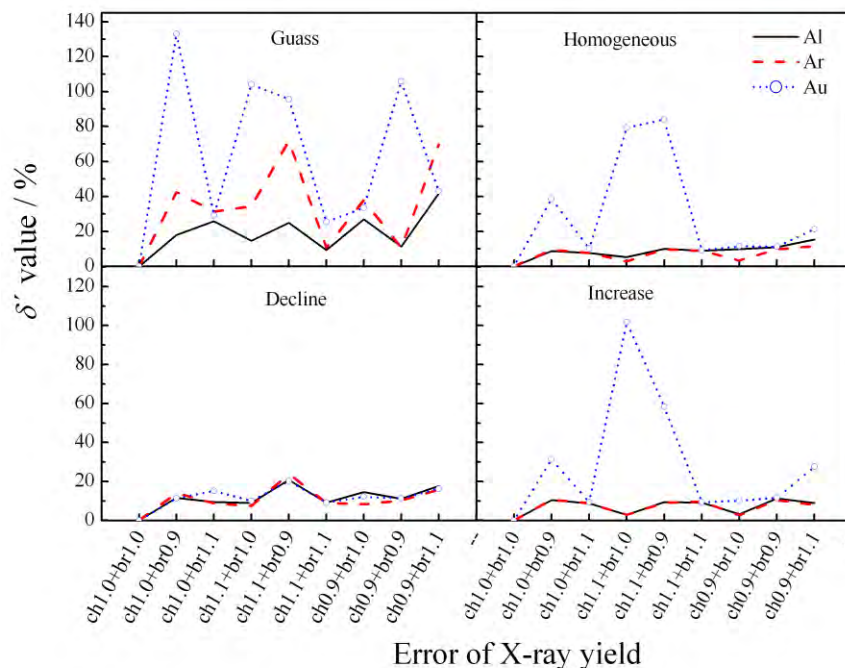 140
120
100
80
60
40
20
0
Guass
Homogeneous
Al
Ar
Au
δ′ value / %
120
100
80
60
40
20
0
Decline
Increase
ch1.0+br1.0
ch1.0+br0.9
ch1.0+br1.1
ch1.1+br1.0
ch1.1+br0.9
ch1.1+br1.1
ch0.9+br1.0
ch0.9+br0.9
ch0.9+br1.1
--
ch1.0+br1.0
ch1.0+br0.9
ch1.0+br1.1
ch1.1+br1.0
ch1.1+br0.9
ch1.1+br1.1
ch0.9+br1.0
ch0.9+br0.9
ch0.9+br1.1
Error of X-ray yield